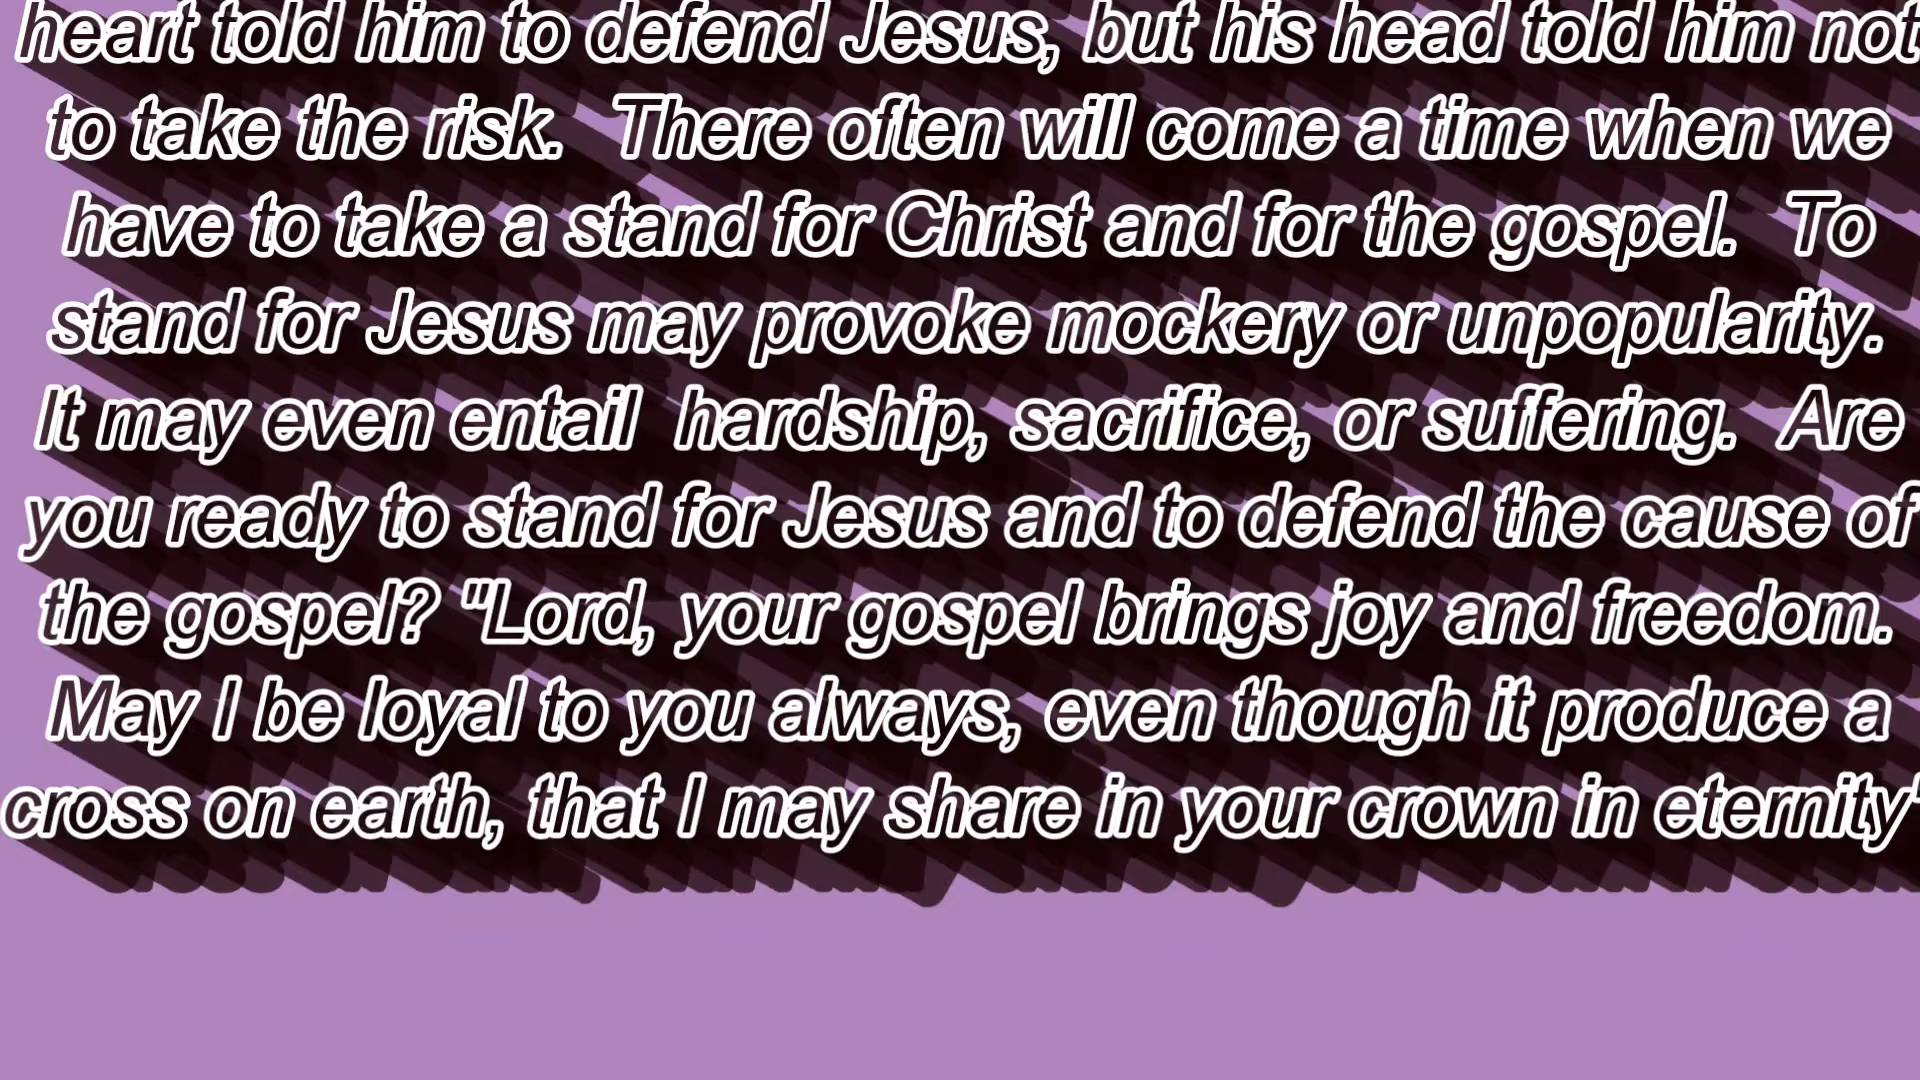 heart told him to defend Jesus, but his head told him not
to take the risk. There often will come a time when we
have to take a stand for Christ and for the gospel. To
stand for Jesus may provoke mockery or unpopularity.
It may even entail hardship, sacrifice, or suffering. Are
you ready to stand for Jesus and to defend the cause of
the gospel? "Lord, your gospel brings joy and freedom.
May I be loyal to you always, even though it produce a
cross on earth, that I may share in your crown in eternity"